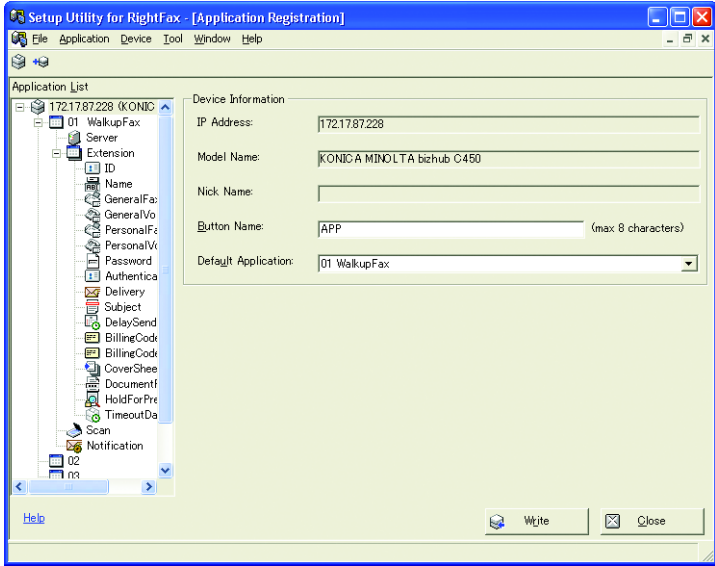 Setup Utility for RightFax - [Application Registration]
File Application Device Tool Window Help
Application List
172.17.87.228 (KONIC
01 WalkupFax
Server
Extension
ID
Name
GeneralFa
GeneralVo
PersonalFa
PersonalVo
Password
Authentica
Delivery
Subject
DelaySend
BillingCode
BillingCode
CoverShee
DocumentF
HoldForPre
TimeoutDa
Scan
Notification
02
03
Device Information
IP Address: 172.17.87.228
Model Name: KONICA MINOLTA bizhub C450
Nick Name:
Button Name: APP (max 8 characters)
Default Application: 01 WalkupFax
Help
Write Close